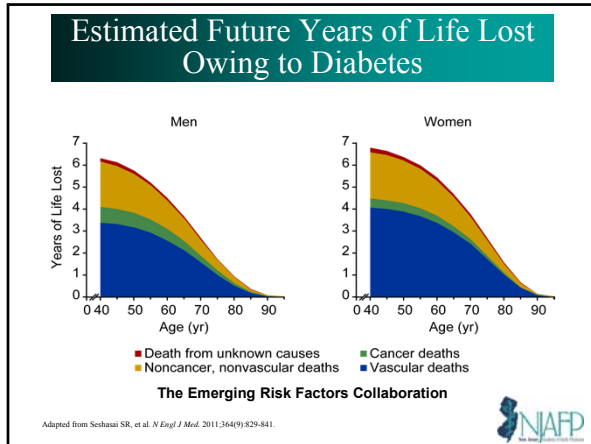 Estimated Future Years of Life Lost
Owing to Diabetes
Men
Women
Years of Life Lost
7
6
5
4
3
2
1
0
0 40 50 60 70 80 90
Age (yr)
7
6
5
4
3
2
1
0
0 40 50 60 70 80 90
Age (yr)
Death from unknown causes
Cancer deaths
Noncancer, nonvascular deaths
Vascular deaths
The Emerging Risk Factors Collaboration
Adapted from Seshasai SR, et al. N Engl J Med. 2011;364(9):829-841.
NJAFP